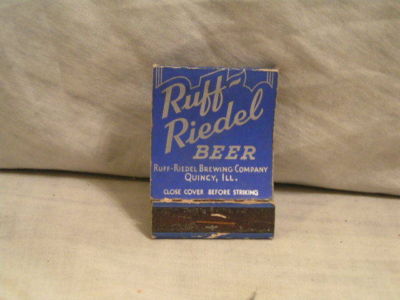 Ruff-
Riedel
BEER
RUFF-RIEDEL BREWING COMPANY
QUINCY, ILL.
CLOSE COVER BEFORE STRIKING